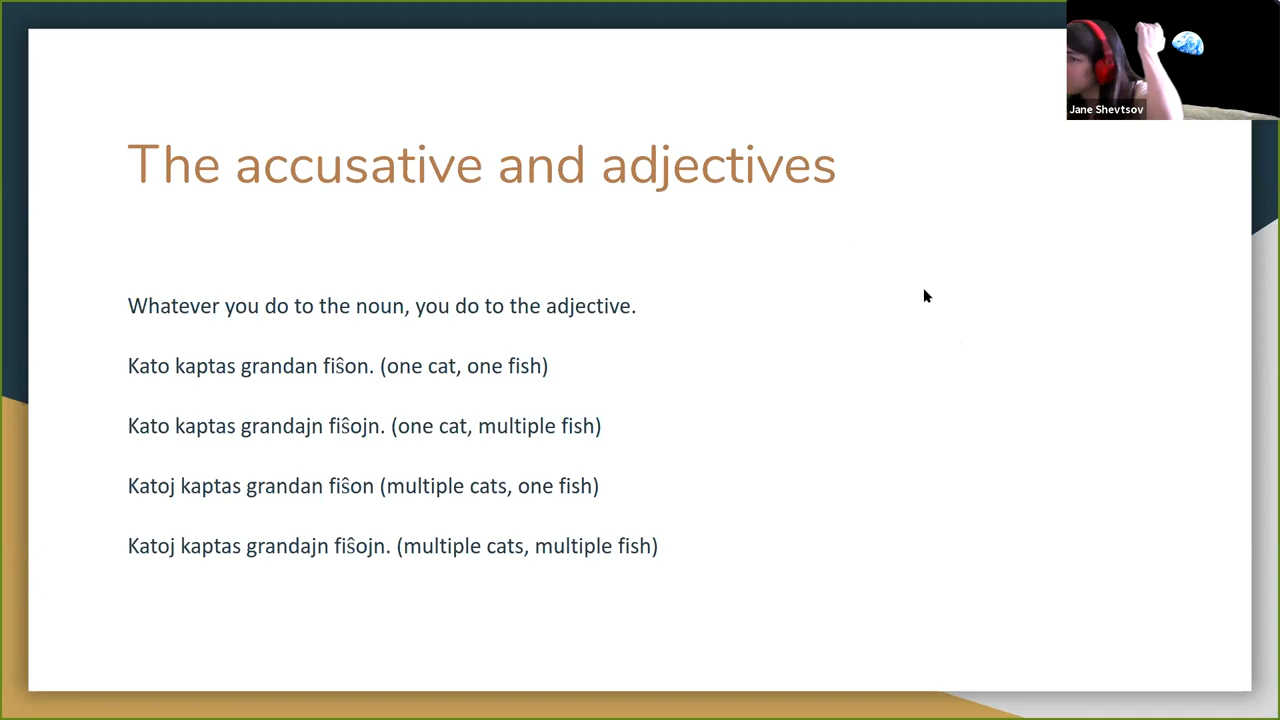 Jane Shevtsov
The accusative and adjectives
Whatever you do to the noun, you do to the adjective.
Kato kaptas grandan fiŝon. (one cat, one fish)
Kato kaptas grandajn fiŝojn. (one cat, multiple fish)
Katoj kaptas grandan fiŝon (multiple cats, one fish)
Katoj kaptas grandajn fiŝojn. (multiple cats, multiple fish)